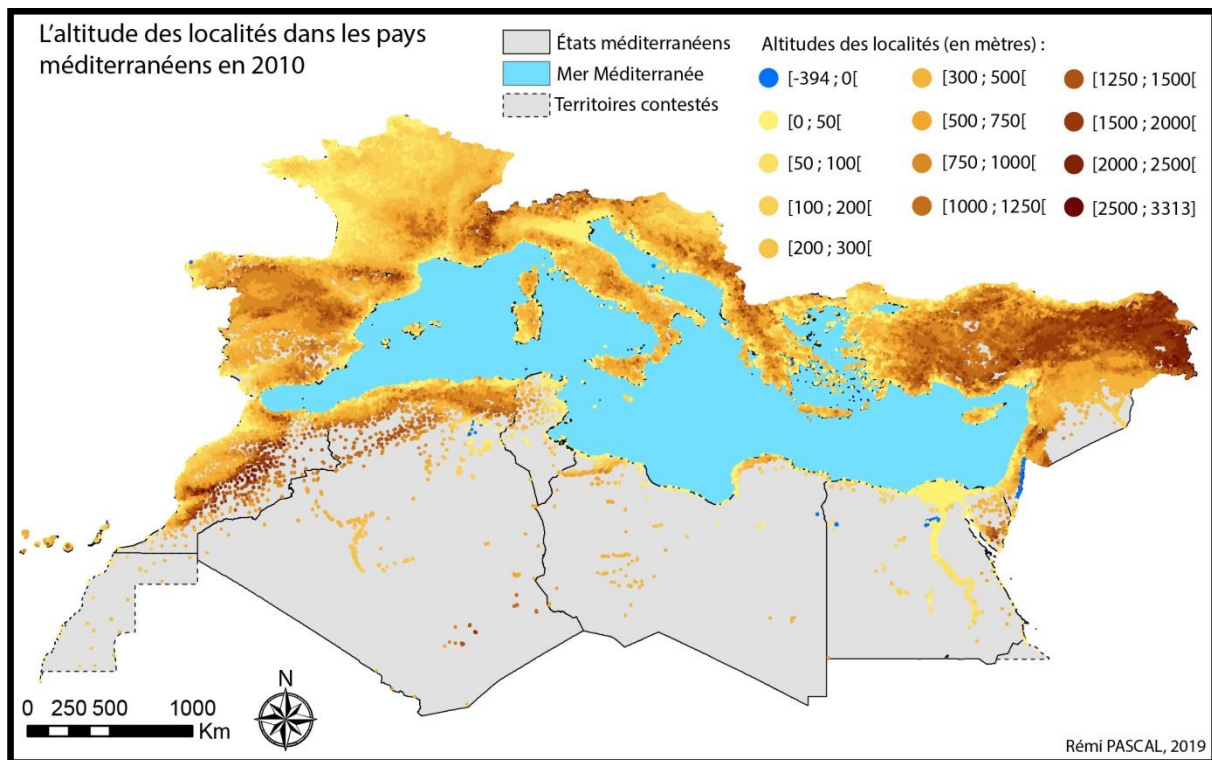 L'altitude des localités dans les pays
méditerranéens en 2010
États méditerranéens
Mer Méditerranée
Territoires contestés
Altitudes des localités (en mètres) :
[-394 ; 0[
[0 ; 50[
[50 ; 100[
[100 ; 200[
[200 ; 300[
[300 ; 500[
[500 ; 750[
[750 ; 1000[
[1000 ; 1250[
[1250 ; 1500[
[1500 ; 2000[
[2000 ; 2500[
[2500 ; 3313]
N
0 250 500 1000
Km
Rémi PASCAL, 2019